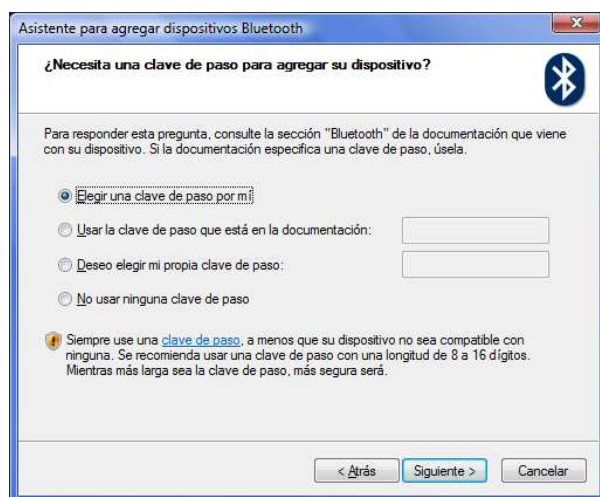 Asistente para agregar dispositivos Bluetooth
¿Necesita una clave de paso para agregar su dispositivo?
Para responder esta pregunta, consulte la sección "Bluetooth" de la documentación que viene
con su dispositivo. Si la documentación especifica una clave de paso, úsela.
Elegir una clave de paso por mí
Usar la clave de paso que está en la documentación:
Deseo elegir mi propia clave de paso:
No usar ninguna clave de paso
Siempre use una clave de paso, a menos que su dispositivo no sea compatible con
ninguna. Se recomienda usar una clave de paso con una longitud de 8 a 16 dígitos.
Mientras más larga sea la clave de paso, más segura será.
< Atrás Siguiente > Cancelar